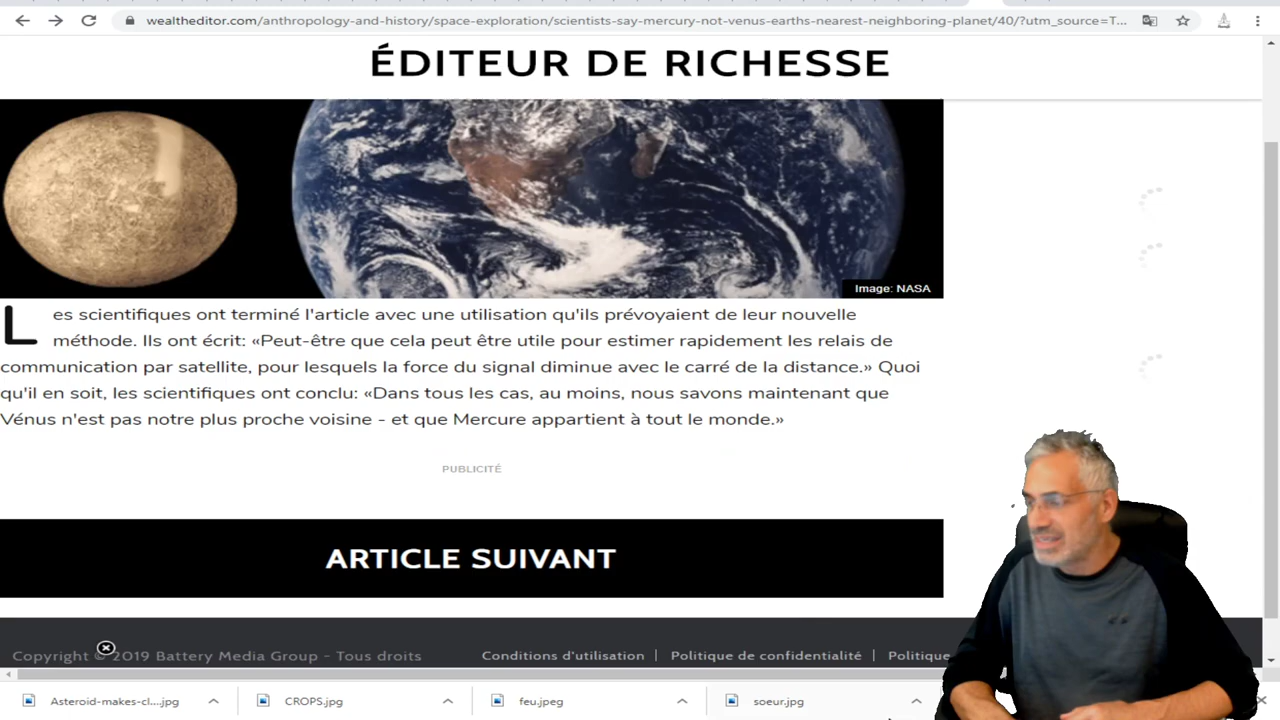 wealtheditor.com/anthropology-and-history/space-exploration/scientists-say-mercury-not-venus-earths-nearest-neighboring-planet/40/?utm_source=T...
ÉDITEUR DE RICHESSE
Image: NASA
Les scientifiques ont terminé l'article avec une utilisation qu'ils prévoyaient de leur nouvelle
méthode. Ils ont écrit: «Peut-être que cela peut être utile pour estimer rapidement les relais de
communication par satellite, pour lesquels la force du signal diminue avec le carré de la distance.» Quoi
qu'il en soit, les scientifiques ont conclu: «Dans tous les cas, au moins, nous savons maintenant que
Vénus n'est pas notre plus proche voisine - et que Mercure appartient à tout le monde.»
PUBLICITÉ
ARTICLE SUIVANT
Copyright © 2019 Battery Media Group - Tous droits
Conditions d'utilisation | Politique de confidentialité | Politique
Asteroid-makes-cl....jpg
CROPS.jpg
feu.jpeg
soeur.jpg